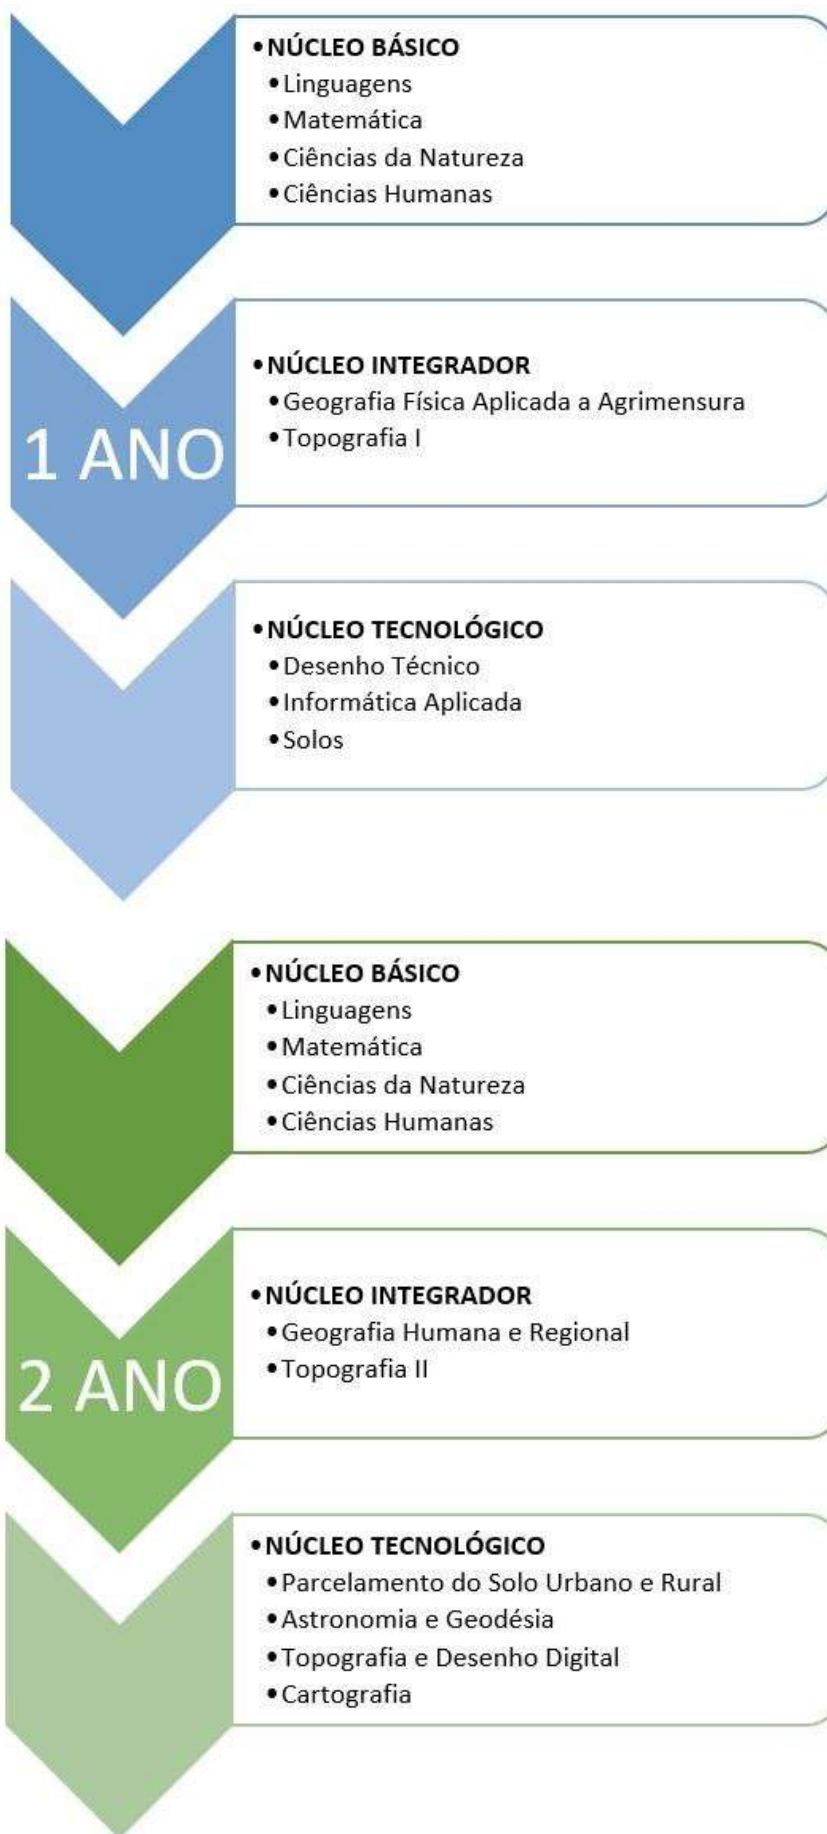 •NÚCLEO BÁSICO
•Linguagens
•Matemática
•Ciências da Natureza
•Ciências Humanas
1 ANO
•NÚCLEO INTEGRADOR
•Geografia Física Aplicada a Agrimensura
•Topografia I
•NÚCLEO TECNOLÓGICO
•Desenho Técnico
•Informática Aplicada
•Solos
•NÚCLEO BÁSICO
•Linguagens
•Matemática
•Ciências da Natureza
•Ciências Humanas
2 ANO
•NÚCLEO INTEGRADOR
•Geografia Humana e Regional
•Topografia II
•NÚCLEO TECNOLÓGICO
•Parcelamento do Solo Urbano e Rural
•Astronomia e Geodésia
•Topografia e Desenho Digital
•Cartografia